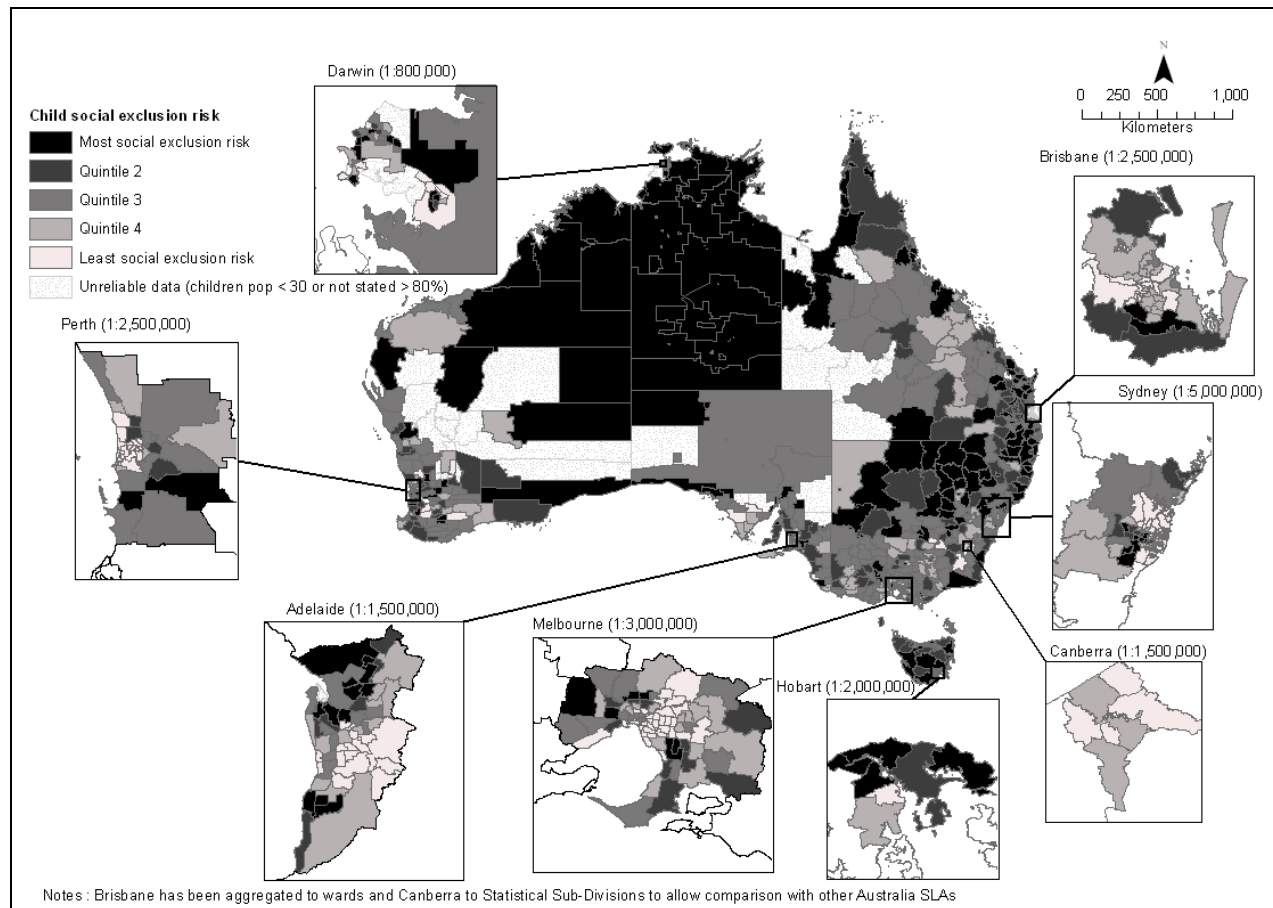 Darwin (1:800,000)
N
0 250 500 1,000
Kilometers
Child social exclusion risk
Most social exclusion risk
Quintile 2
Quintile 3
Quintile 4
Least social exclusion risk
Unreliable data (children pop < 30 or not stated > 80%)
Brisbane (1:2,500,000)
Perth (1:2,500,000)
Sydney (1:5,000,000)
Adelaide (1:1,500,000)
Melbourne (1:3,000,000)
Canberra (1:1,500,000)
Hobart (1:2,000,000)
Notes : Brisbane has been aggregated to wards and Canberra to Statistical Sub-Divisions to allow comparison with other Australia SLAs